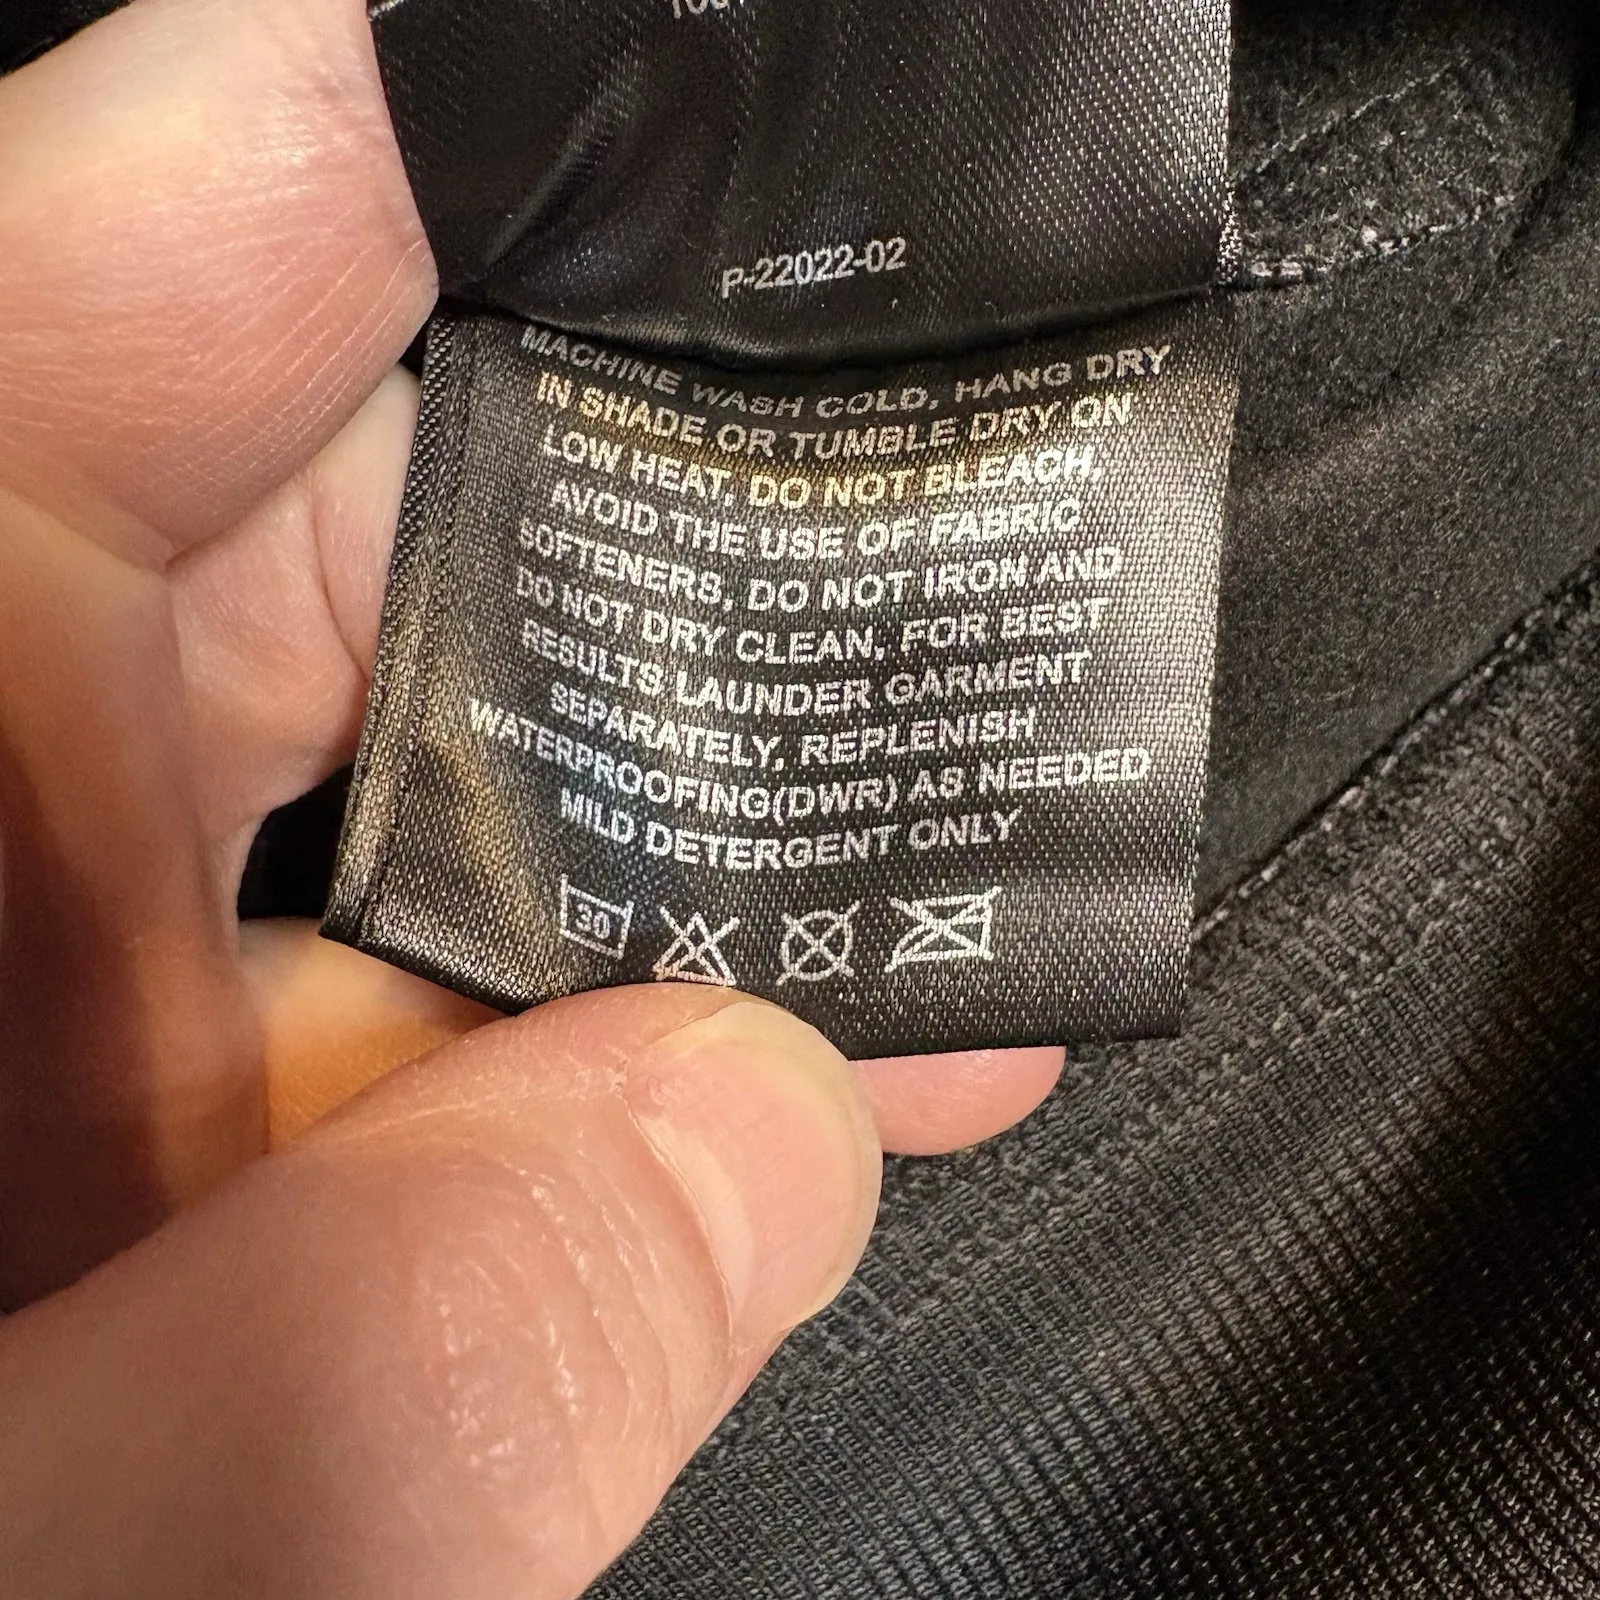 P-22022-02
MACHINE WASH COLD, HANG DRY
IN SHADE OR TUMBLE DRY ON
LOW HEAT, DO NOT BLEACH,
AVOID THE USE OF FABRIC
SOFTENERS, DO NOT IRON AND
DO NOT DRY CLEAN, FOR BEST
RESULTS LAUNDER GARMENT
SEPARATELY, REPLENISH
WATERPROOFING(DWR) AS NEEDED
MILD DETERGENT ONLY
30